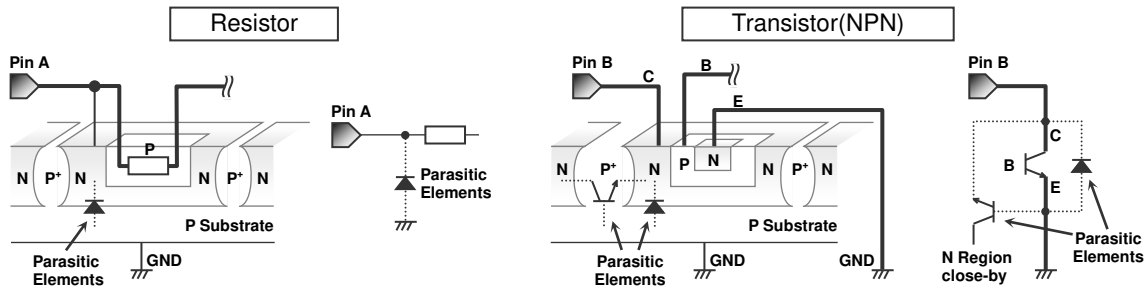 Resistor
Transistor(NPN)
Pin A
P
N P+ N N P+ N
P Substrate
Parasitic
Elements
GND
Pin A
Parasitic
Elements
Pin B
C
B
E
N P+ N P N N P+ N
P Substrate
Parasitic
Elements
GND
GND
Pin B
C
B
E
Parasitic
Elements
N Region
close-by